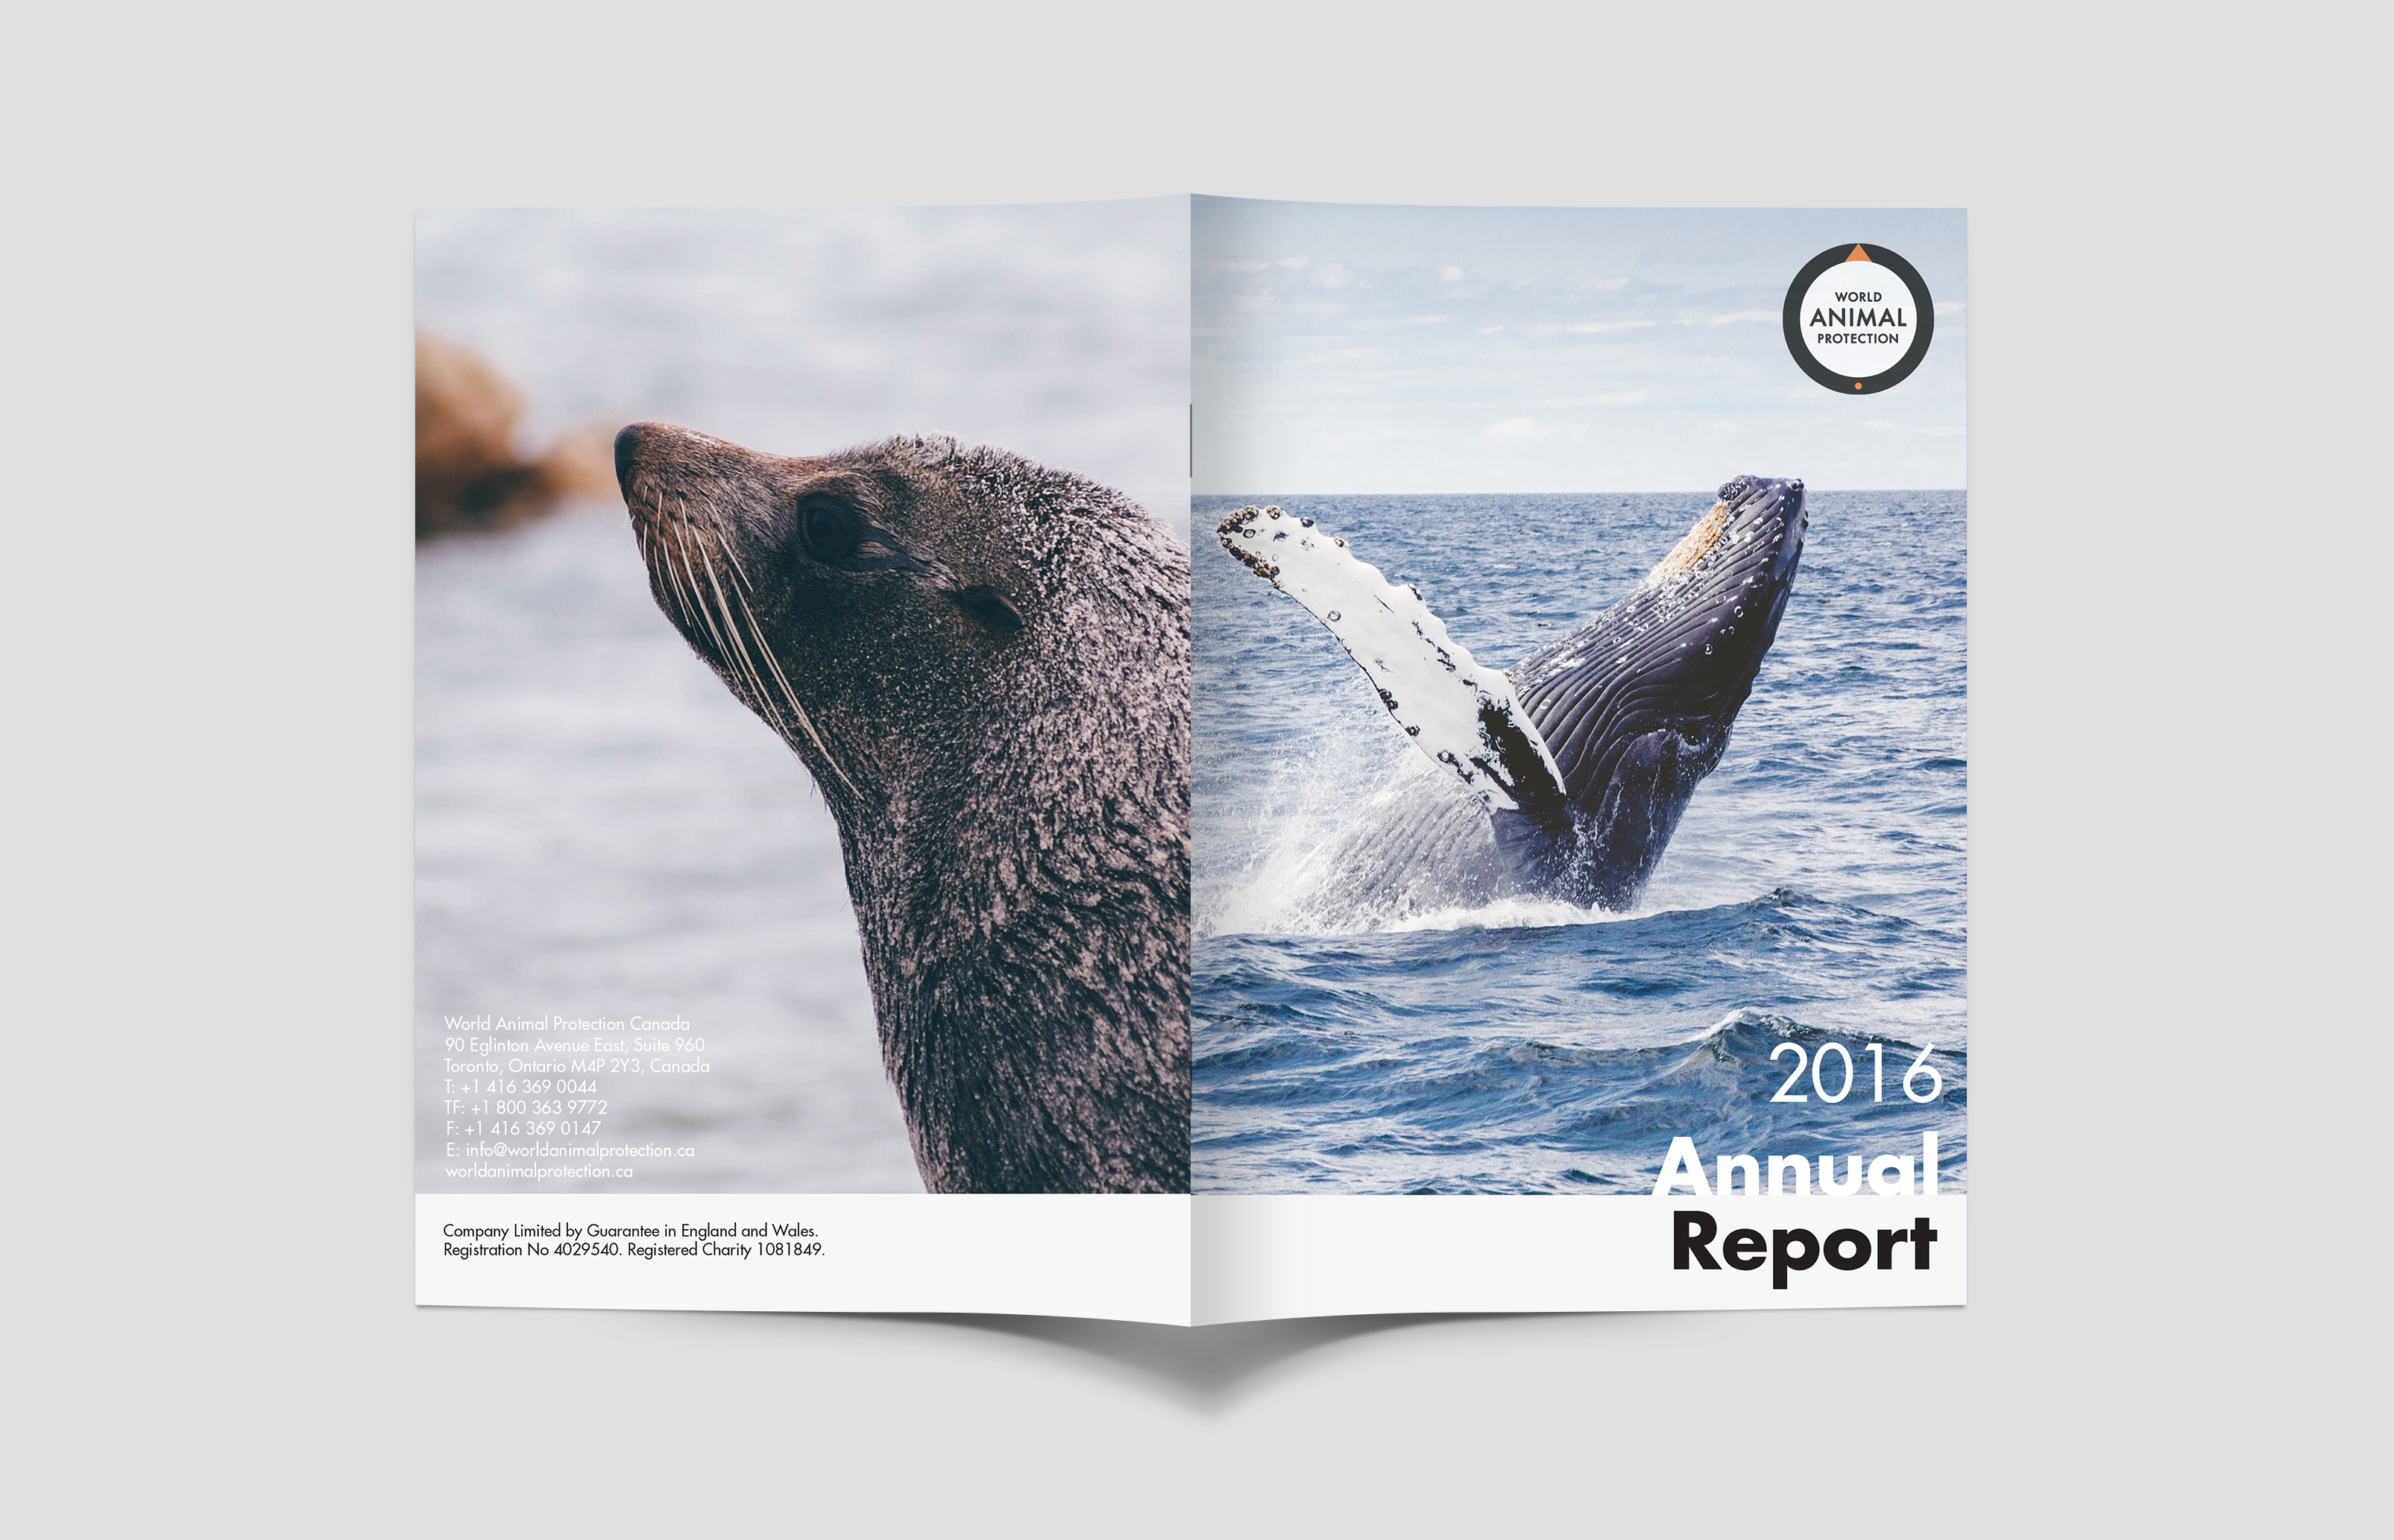 World Animal Protection Canada
90 Eglinton Avenue East, Suite 960
Toronto, Ontario M4P 2Y3, Canada
T: +1 416 369 0044
TF: +1 800 363 9772
F: +1 416 369 0147
E: info@worldanimalprotection.ca
worldanimalprotection.ca
Company Limited by Guarantee in England and Wales.
Registration No 4029540. Registered Charity 1081849.
WORLD
ANIMAL
PROTECTION
2016
Annual
Report